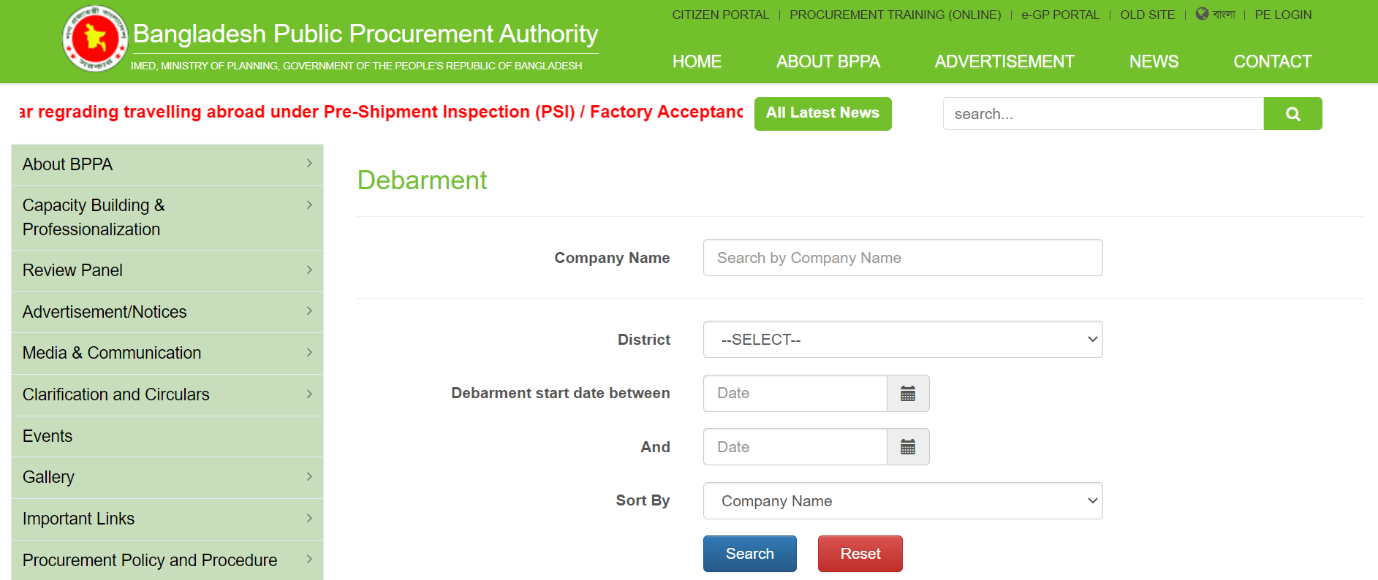 CITIZEN PORTAL | PROCUREMENT TRAINING (ONLINE) | e-GP PORTAL | OLD SITE | বাংলা | PE LOGIN
Bangladesh Public Procurement Authority
IMED, MINISTRY OF PLANNING, GOVERNMENT OF THE PEOPLE'S REPUBLIC OF BANGLADESH
HOME ABOUT BPPA ADVERTISEMENT NEWS CONTACT
ar regrading travelling abroad under Pre-Shipment Inspection (PSI) / Factory Acceptanc
All Latest News
search...
About BPPA
Capacity Building &
Professionalization
Review Panel
Advertisement/Notices
Media & Communication
Clarification and Circulars
Events
Gallery
Important Links
Procurement Policy and Procedure
Debarment
Company Name Search by Company Name
District --SELECT--
Debarment start date between Date
And Date
Sort By Company Name
Search Reset